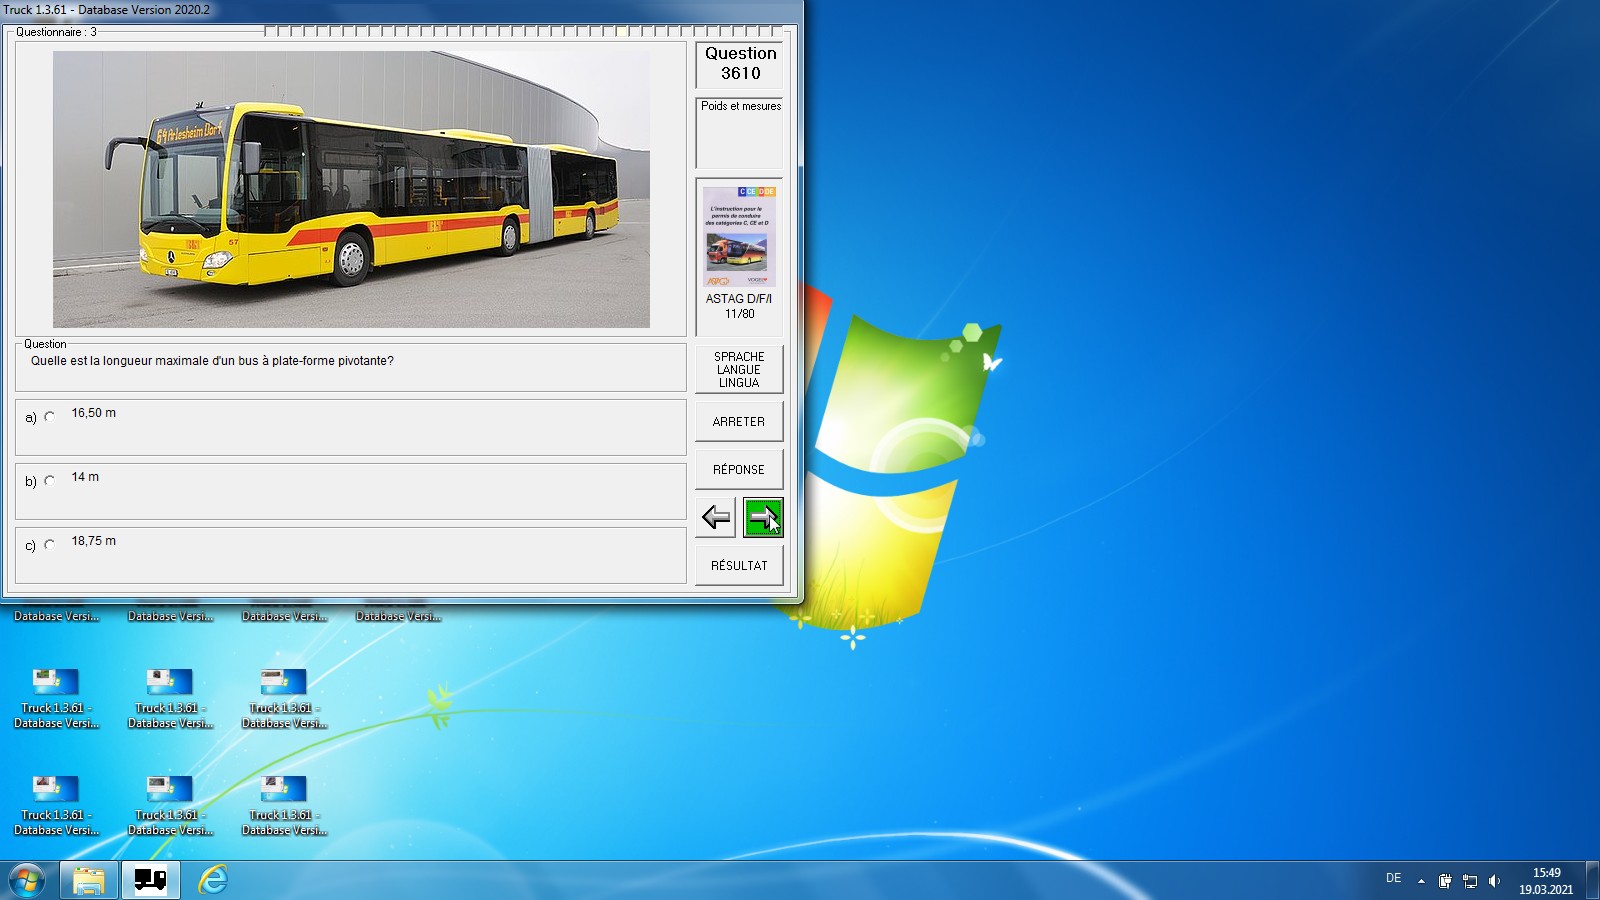 Truck 1.3.61 - Database Version 2020.2
Questionnaire : 3
64 Arlesheim Dorf
57
Question
3610
Poids et mesures
C CE D DE
L'instruction pour le
permis de conduire
des catégories C, CE et D
ASTAG D/F/I
11/80
Question
Quelle est la longueur maximale d'un bus à plate-forme pivotante?
a) 16,50 m
b) 14 m
c) 18,75 m
SPRACHE
LANGUE
LINGUA
ARRETER
RÉPONSE
RÉSULTAT
Database Versi...
Database Versi...
Database Versi...
Database Versi...
Truck 1.3.61 -
Database Versi...
Truck 1.3.61 -
Database Versi...
Truck 1.3.61 -
Database Versi...
Truck 1.3.61 -
Database Versi...
Truck 1.3.61 -
Database Versi...
Truck 1.3.61 -
Database Versi...
DE
15:49
19.03.2021